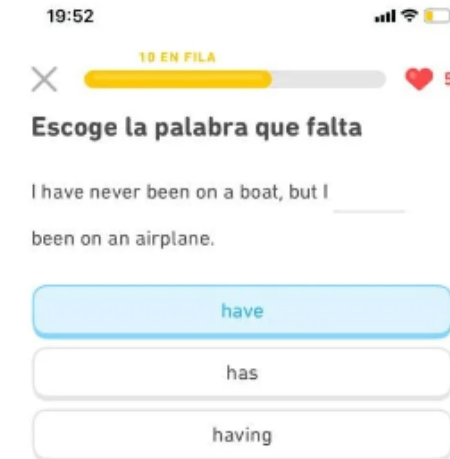 19:52
10 EN FILA
5
Escoge la palabra que falta
I have never been on a boat, but I
been on an airplane.
have
has
having